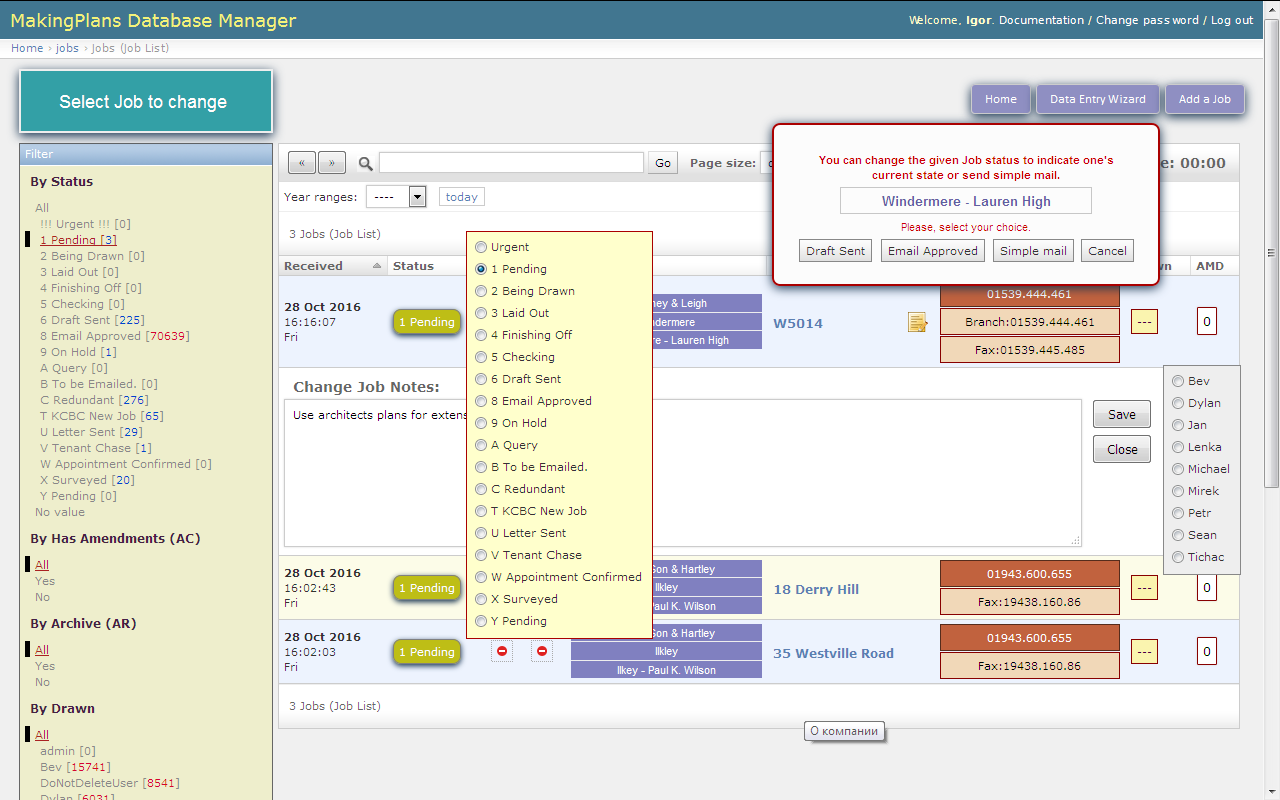 MakingPlans Database Manager
Welcome, Igor. Documentation / Change password / Log out
Home › jobs › Jobs (Job List)
Select Job to change
Home
Data Entry Wizard
Add a Job
Filter
By Status
All
!!! Urgent !!! [0]
1 Pending [3]
2 Being Drawn [0]
3 Laid Out [0]
4 Finishing Off [0]
5 Checking [0]
6 Draft Sent [225]
8 Email Approved [70639]
9 On Hold [1]
A Query [0]
B To be Emailed. [0]
C Redundant [276]
T KCBC New Job [65]
U Letter Sent [29]
V Tenant Chase [1]
W Appointment Confirmed [0]
X Surveyed [20]
Y Pending [0]
No value
By Has Amendments (AC)
All
Yes
No
By Archive (AR)
All
Yes
No
By Drawn
All
admin [0]
Bev [15741]
DoNotDeleteUser [8541]
Dylan [6031]
« » Go Page size:
e: 00:00
Year ranges: ---- today
3 Jobs (Job List)
You can change the given Job status to indicate one's
current state or send simple mail.
Windermere - Lauren High
Please, select your choice.
Draft Sent Email Approved Simple mail Cancel
Received Status wn AMD
Urgent
1 Pending
2 Being Drawn
3 Laid Out
4 Finishing Off
5 Checking
6 Draft Sent
8 Email Approved
9 On Hold
A Query
B To be Emailed.
C Redundant
T KCBC New Job
U Letter Sent
V Tenant Chase
W Appointment Confirmed
X Surveyed
Y Pending
28 Oct 2016
16:16:07
Fri
1 Pending
ney & Leigh
ndermere
re - Lauren High
W5014
01539.444.461
Branch:01539.444.461
Fax:01539.445.485
---
0
Change Job Notes:
Use architects plans for extens
Save
Close
Bev
Dylan
Jan
Lenka
Michael
Mirek
Petr
Sean
Tichac
28 Oct 2016
16:02:43
Fri
1 Pending
Son & Hartley
Ilkley
Paul K. Wilson
18 Derry Hill
01943.600.655
Fax:19438.160.86
---
0
28 Oct 2016
16:02:03
Fri
1 Pending
Son & Hartley
Ilkley
Ilkey - Paul K. Wilson
35 Westville Road
01943.600.655
Fax:19438.160.86
---
0
3 Jobs (Job List)
О компании